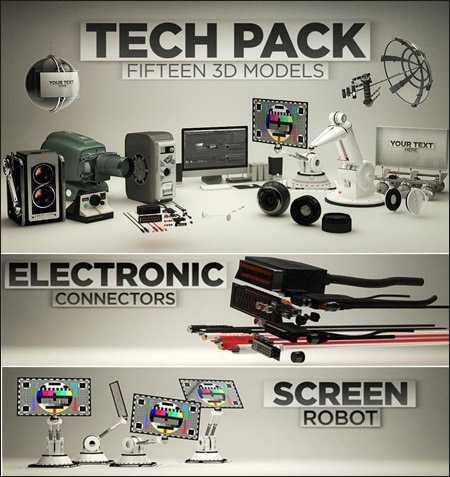 TECH PACK
FIFTEEN 3D MODELS
YOUR TEXT
HERE
YOUR TEXT
HERE
ELECTRONIC
CONNECTORS
SCREEN
ROBOT